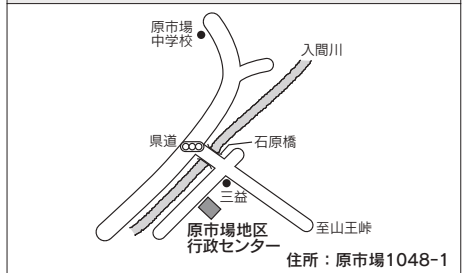 原市場
中学校
入間川
県道
石原橋
三益
原市場地区
行政センター
至山王峠
住所：原市場1048-1